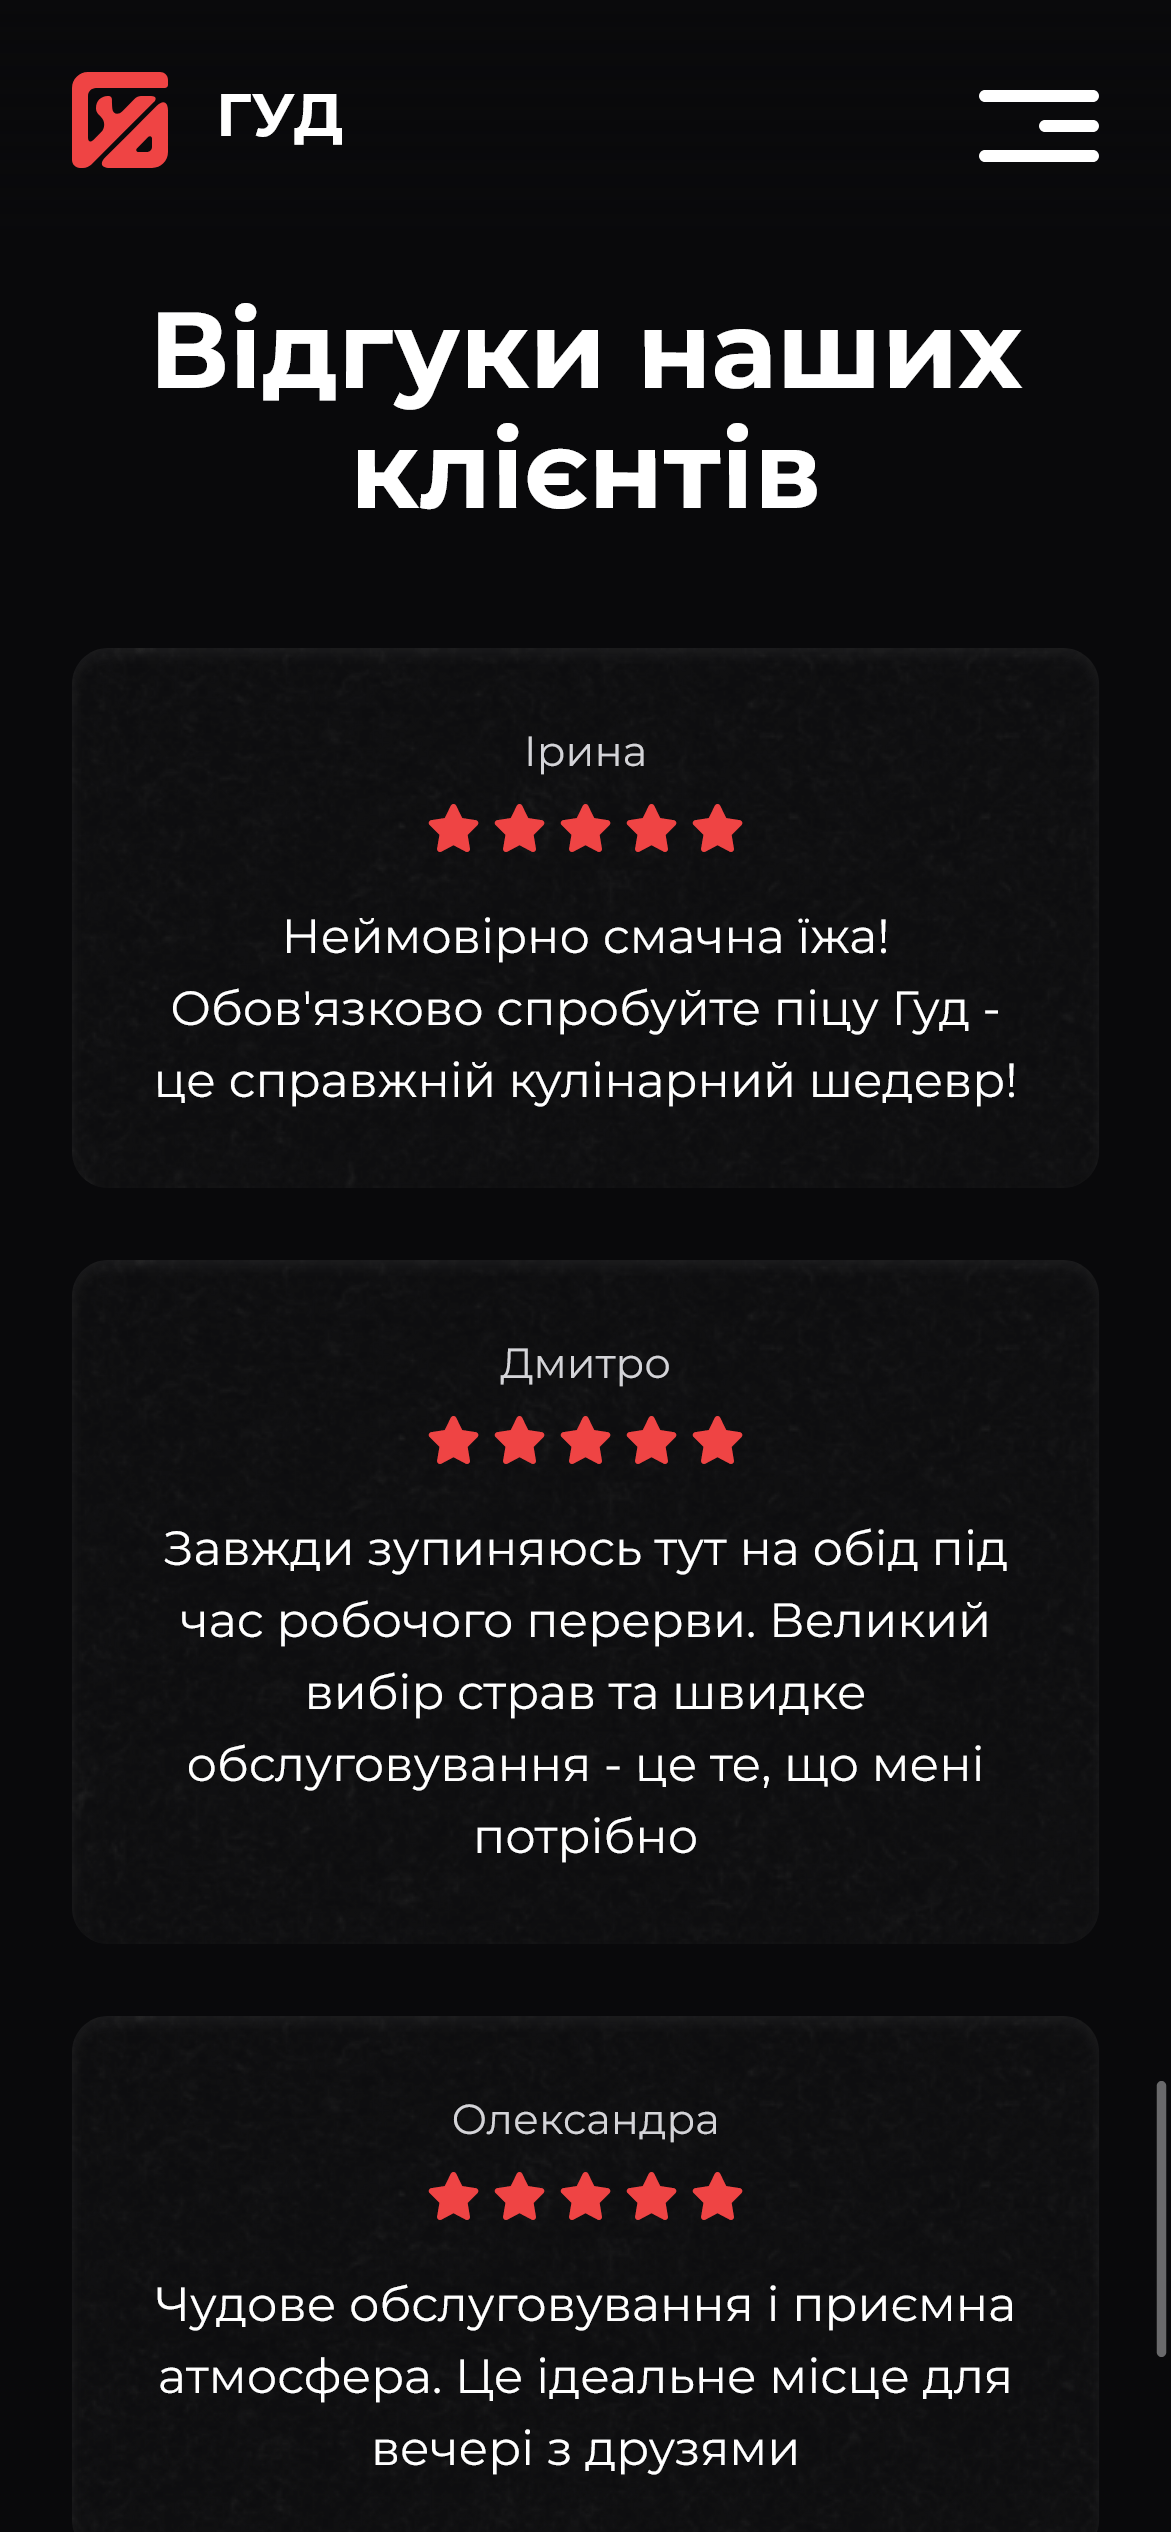 ГУД
Відгуки наших
клієнтів
Ірина
Неймовірно смачна їжа!
Обов'язково спробуйте піцу Гуд -
це справжній кулінарний шедевр!
Дмитро
Завжди зупиняюсь тут на обід під
час робочого перерви. Великий
вибір страв та швидке
обслуговування - це те, що мені
потрібно
Олександра
Чудове обслуговування і приємна
атмосфера. Це ідеальне місце для
вечері з друзями